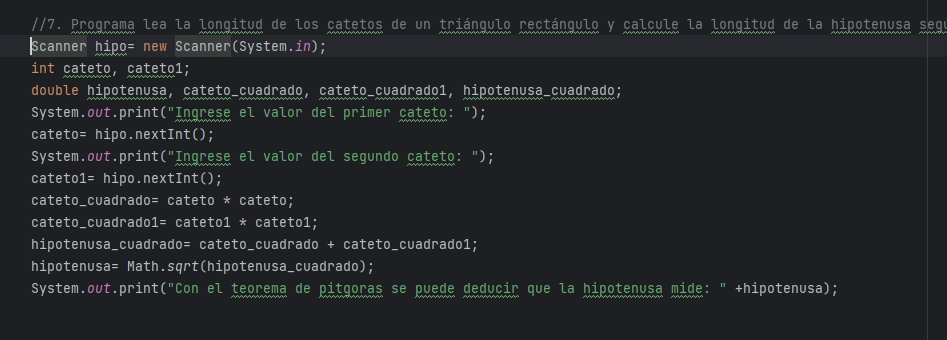 //7. Programa lea la longitud de los catetos de un triángulo rectángulo y calcule la longitud de la hipotenusa
Scanner hipo= new Scanner(System.in);
int cateto, cateto1;
double hipotenusa, cateto_cuadrado, cateto_cuadrado1, hipotenusa_cuadrado;
System.out.print("Ingrese el valor del primer cateto: ");
cateto= hipo.nextInt();
System.out.print("Ingrese el valor del segundo cateto: ");
cateto1= hipo.nextInt();
cateto_cuadrado= cateto * cateto;
cateto_cuadrado1= cateto1 * cateto1;
hipotenusa_cuadrado= cateto_cuadrado + cateto_cuadrado1;
hipotenusa= Math.sqrt(hipotenusa_cuadrado);
System.out.print("Con el teorema de pitgoras se puede deducir que la hipotenusa mide: " +hipotenusa);